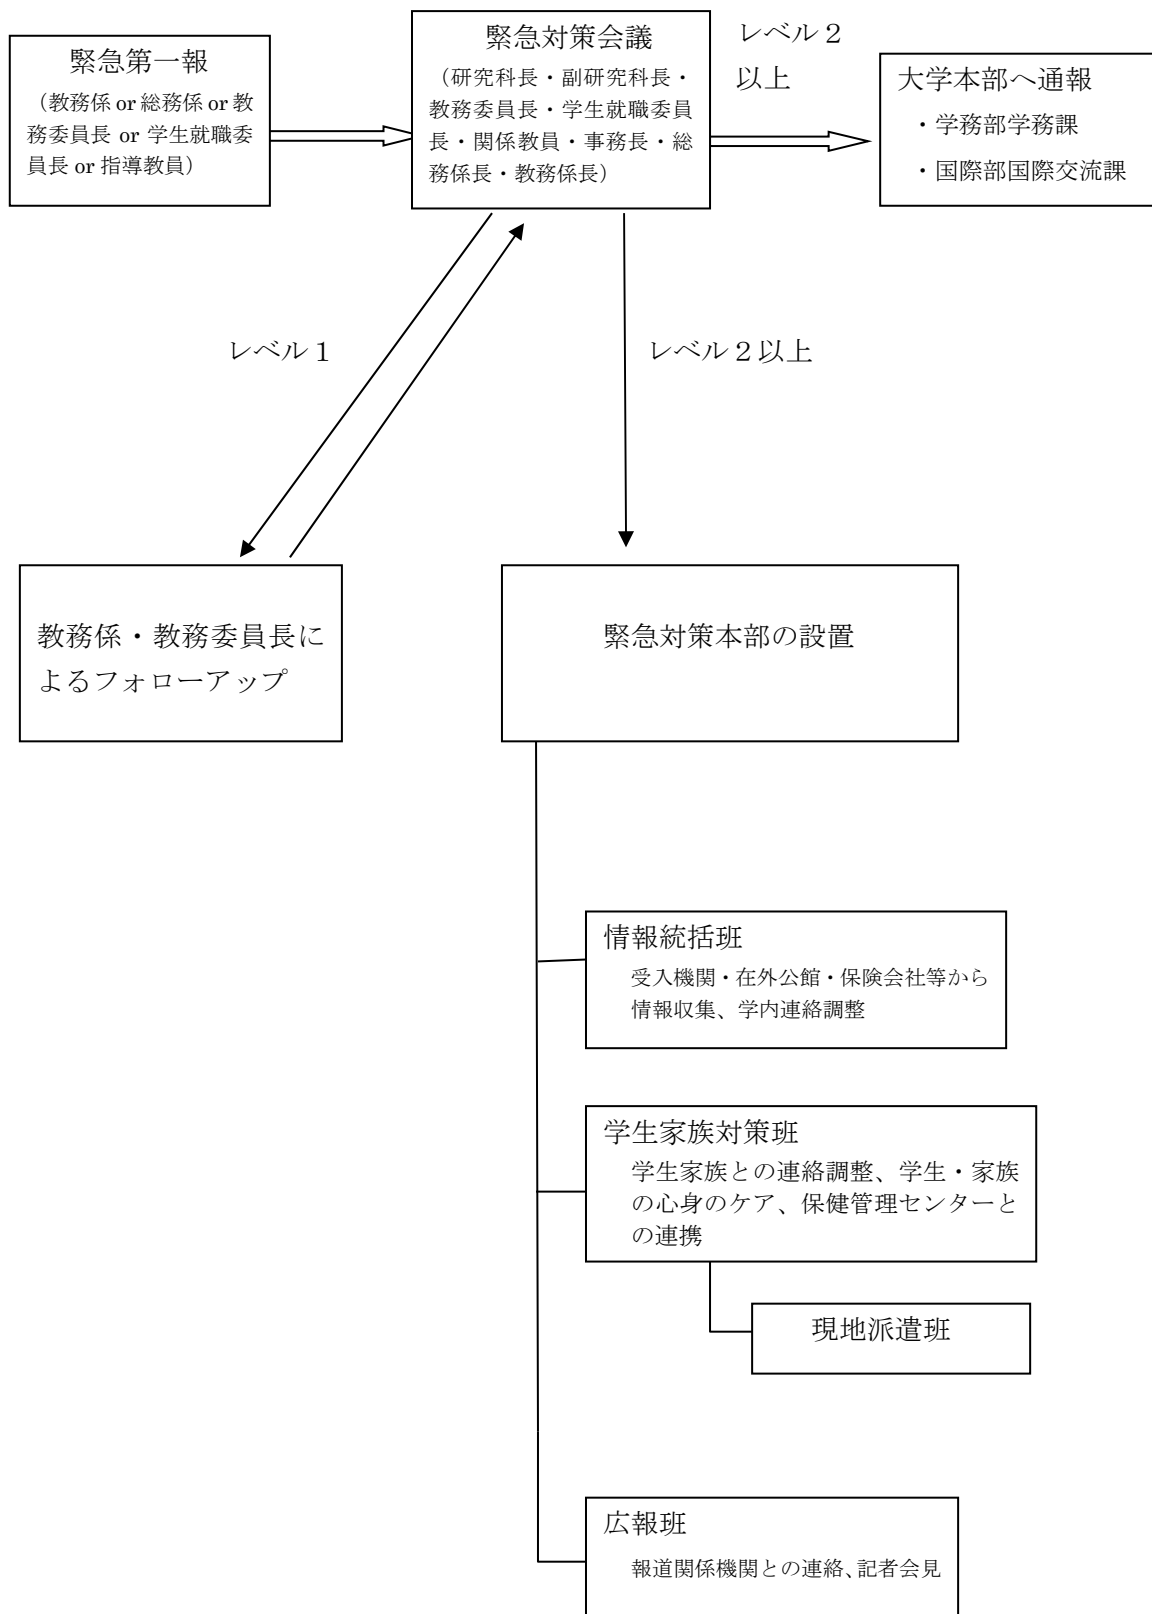 緊急第一報
（教務係 or 総務係 or 教
務委員長 or 学生就職委
員長 or 指導教員）
緊急対策会議
（研究科長・副研究科長・
教務委員長・学生就職委員
長・関係教員・事務長・総
務係長・教務係長）
レベル２
以上
大学本部へ通報
・学務部学務課
・国際部国際交流課
レベル１
レベル２以上
教務係・教務委員長に
よるフォローアップ
緊急対策本部の設置
情報統括班
受入機関・在外公館・保険会社等から
情報収集、学内連絡調整
学生家族対策班
学生家族との連絡調整、学生・家族
の心身のケア、保健管理センターと
の連携
現地派遣班
広報班
報道関係機関との連絡、記者会見